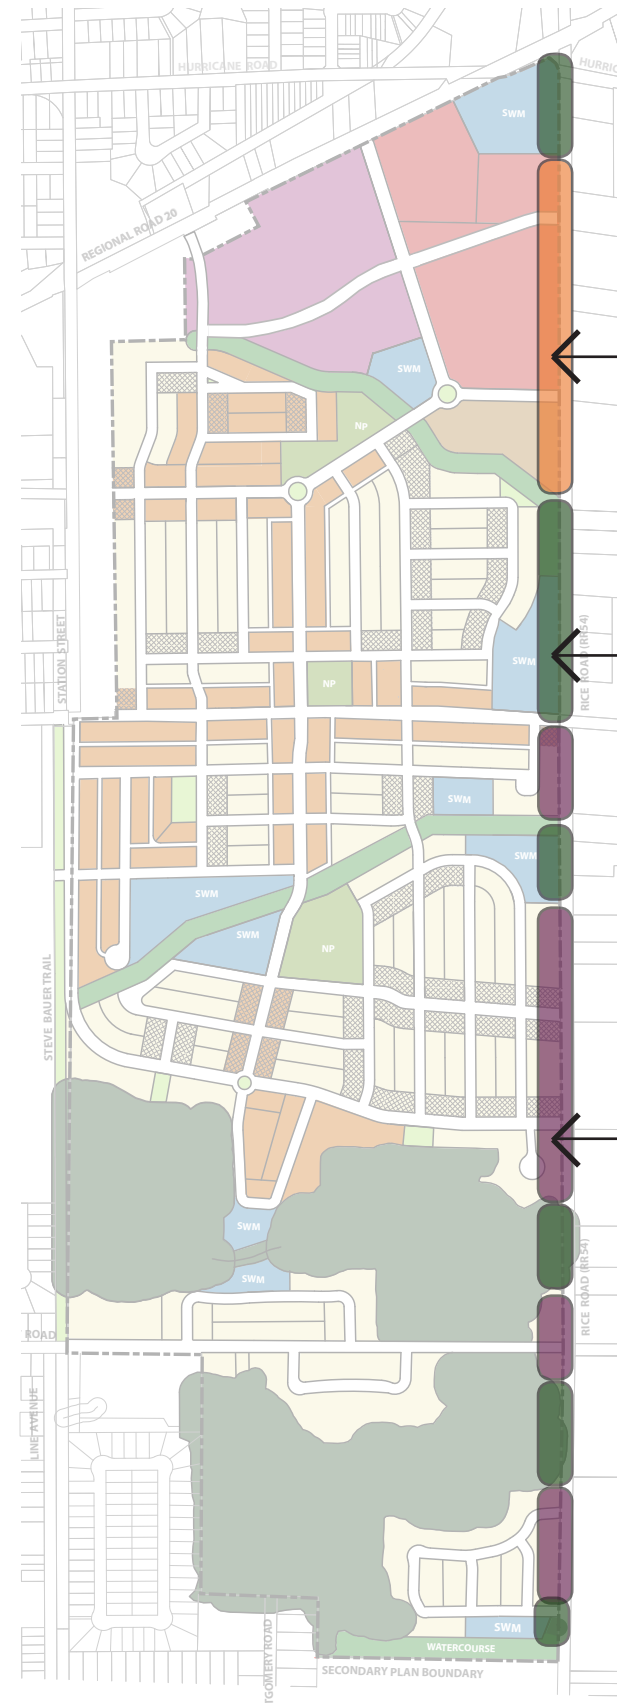 HURRICANE ROAD
HURRIC
SWM
REGIONAL ROAD 20
SWM
NP
STATION STREET
RICE ROAD (RR54)
SWM
NP
SWM
SWM
SWM
SWM
NP
STEVE BAUER TRAIL
SWM
SWM
RICE ROAD (RR54)
ROAD
LINE AVENUE
SWM
WATERCOURSE
TGOMERY ROAD
SECONDARY PLAN BOUNDARY